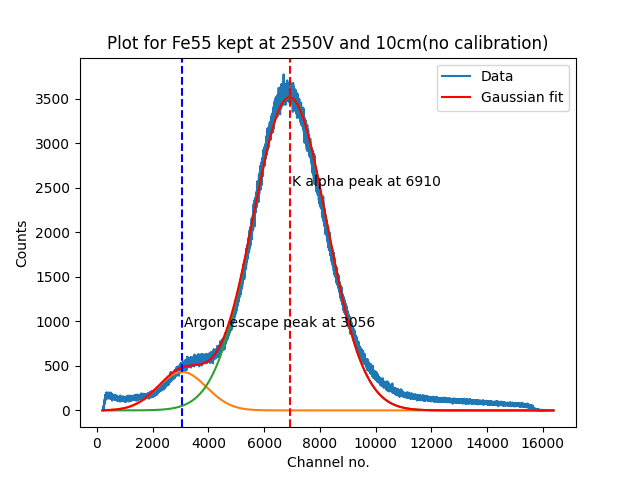 Plot for Fe55 kept at 2550V and 10cm(no calibration)
Data
Gaussian fit
3500
3000
2500
2000
1500
1000
500
0
Counts
K alpha peak at 6910
Argon escape peak at 3056
0 2000 4000 6000 8000 10000 12000 14000 16000
Channel no.